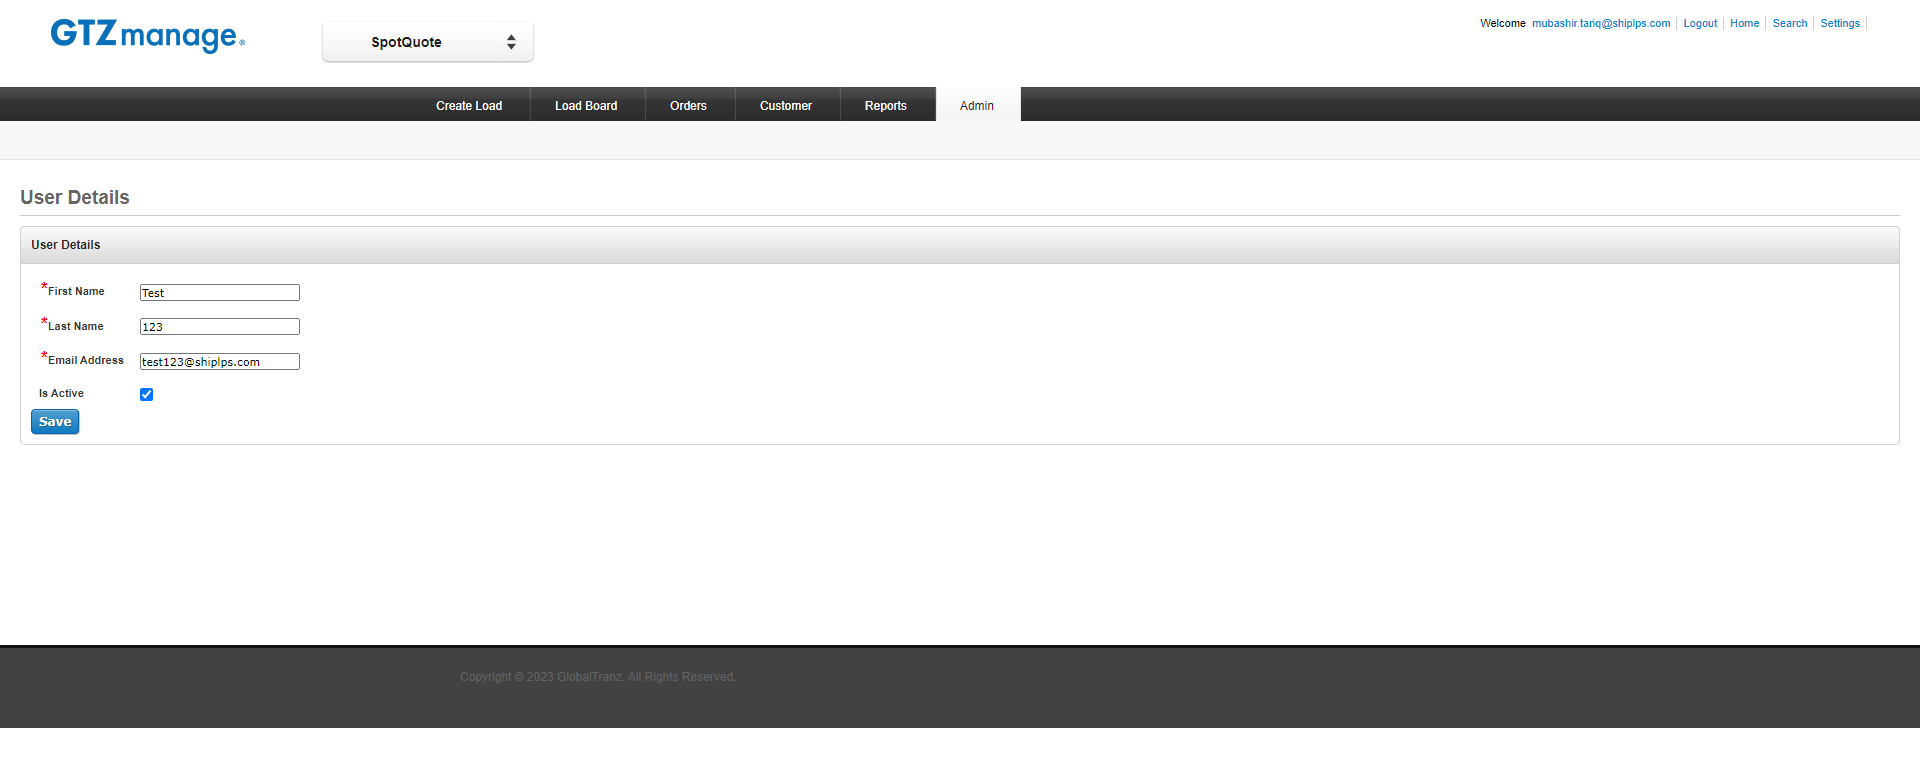 GTZmanage®
SpotQuote
Welcome mubashir.tariq@shiplps.com Logout Home Search Settings
Create Load Load Board Orders Customer Reports Admin
User Details
User Details
*First Name Test
*Last Name 123
*Email Address test123@shiplps.com
Is Active
Save
Copyright © 2023 GlobalTranz. All Rights Reserved.